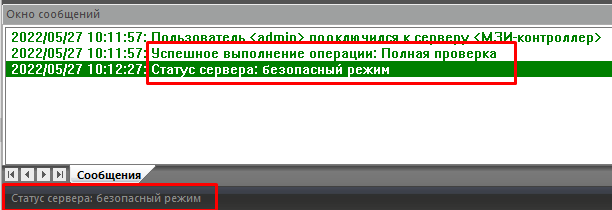 Окно сообщений
2022/05/27 10:11:57: Пользователь <admin> подключился к серверу <МЗИ-контроллер>
2022/05/27 10:11:57: Успешное выполнение операции: Полная проверка
2022/05/27 10:12:27: Статус сервера: безопасный режим
Сообщения
Статус сервера: безопасный режим